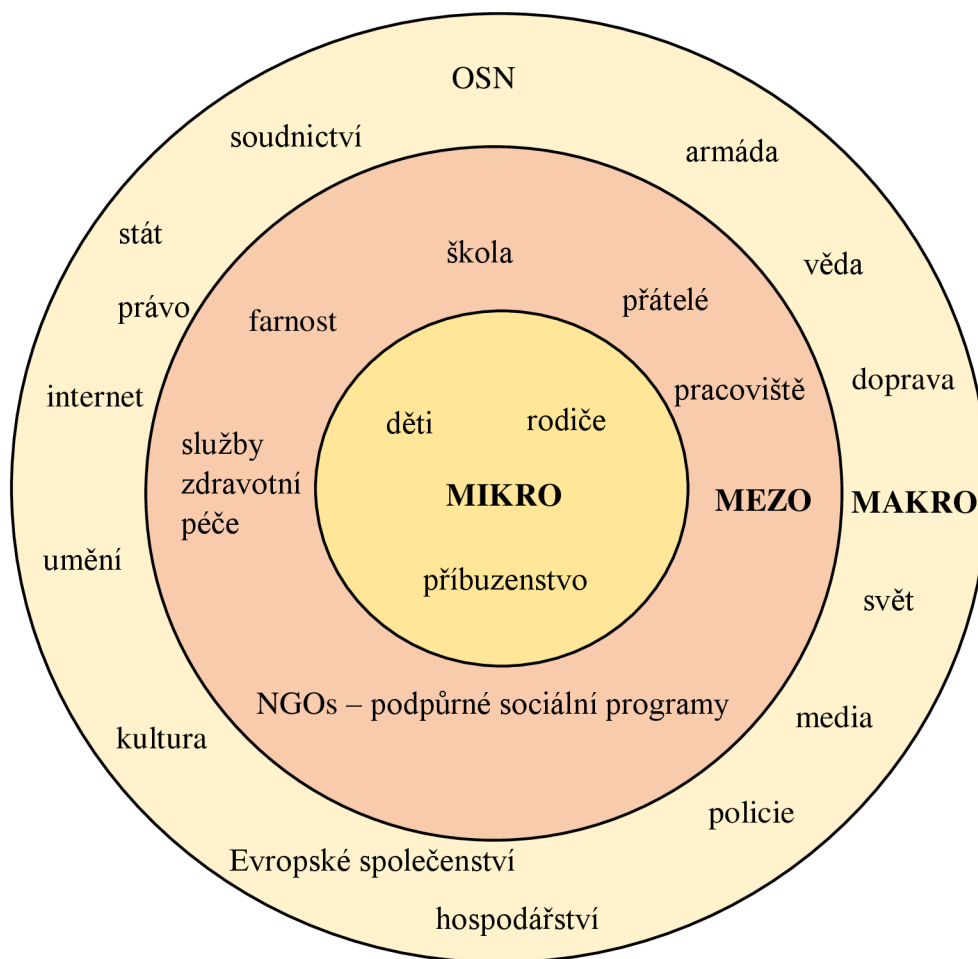 OSN
soudnictví
armáda
stát
škola
věda
právo
farnost
přátelé
internet
pracoviště
doprava
děti
rodiče
služby
zdravotní
péče
MIKRO
MEZO
MAKRO
umění
příbuzenstvo
svět
NGOs – podpůrné sociální programy
media
kultura
policie
Evropské společenství
hospodářství